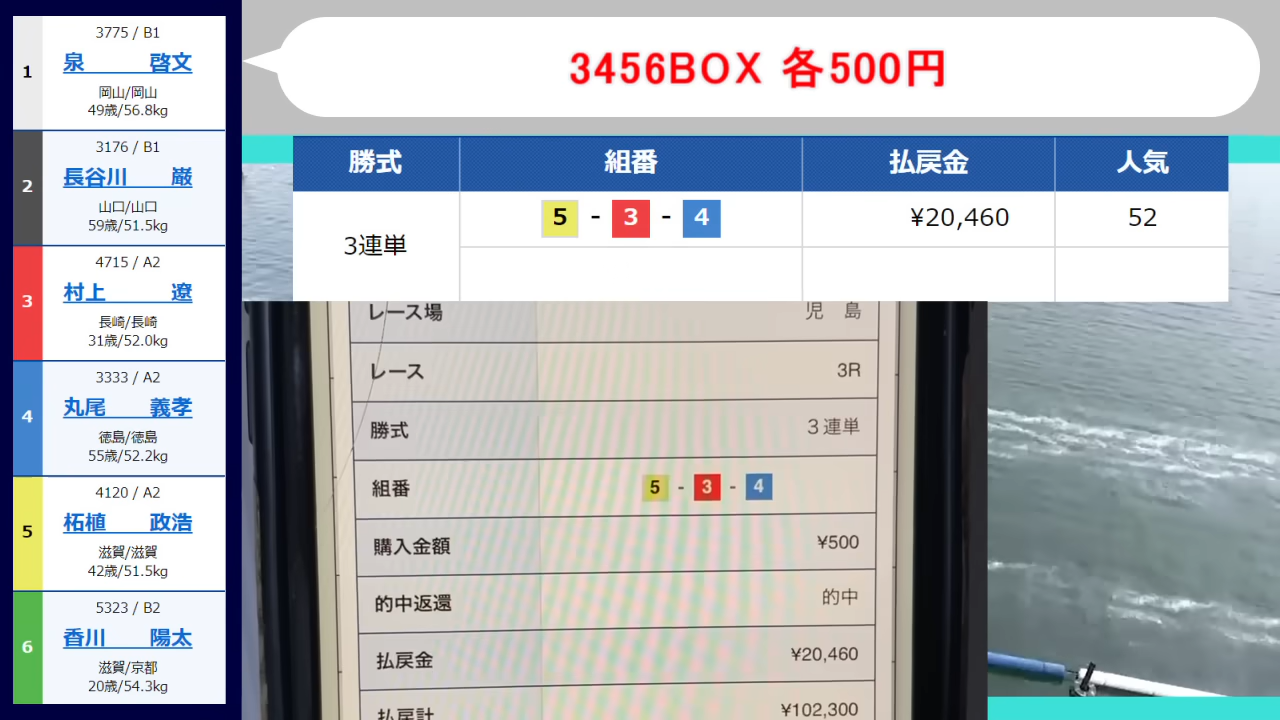 1
3775 / B1
泉 啓文
岡山/岡山
49歳/56.8kg
2
3176 / B1
長谷川 巌
山口/山口
59歳/51.5kg
3
4715 / A2
村上 遼
長崎/長崎
31歳/52.0kg
4
3333 / A2
丸尾 義孝
徳島/徳島
55歳/52.2kg
5
4120 / A2
柘植 政浩
滋賀/滋賀
42歳/51.5kg
6
5323 / B2
香川 陽太
滋賀/京都
20歳/54.3kg
3456BOX 各500円
勝式 組番 払戻金 人気
3連単 5 - 3 - 4 ¥20,460 52
レース場 児 島
レース 3R
勝式 3連単
組番 5 - 3 - 4
購入金額 ¥500
的中返還 的中
払戻金 ¥20,460
払戻計 ¥102,300